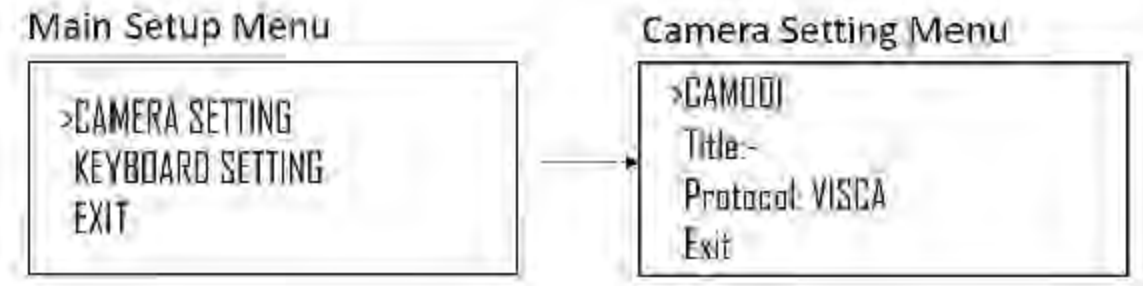 Main Setup Menu
>CAMERA SETTING
KEYBOARD SETTING
EXIT
Camera Setting Menu
>CAM001
Title:-
Protocol: VISCA
Exit